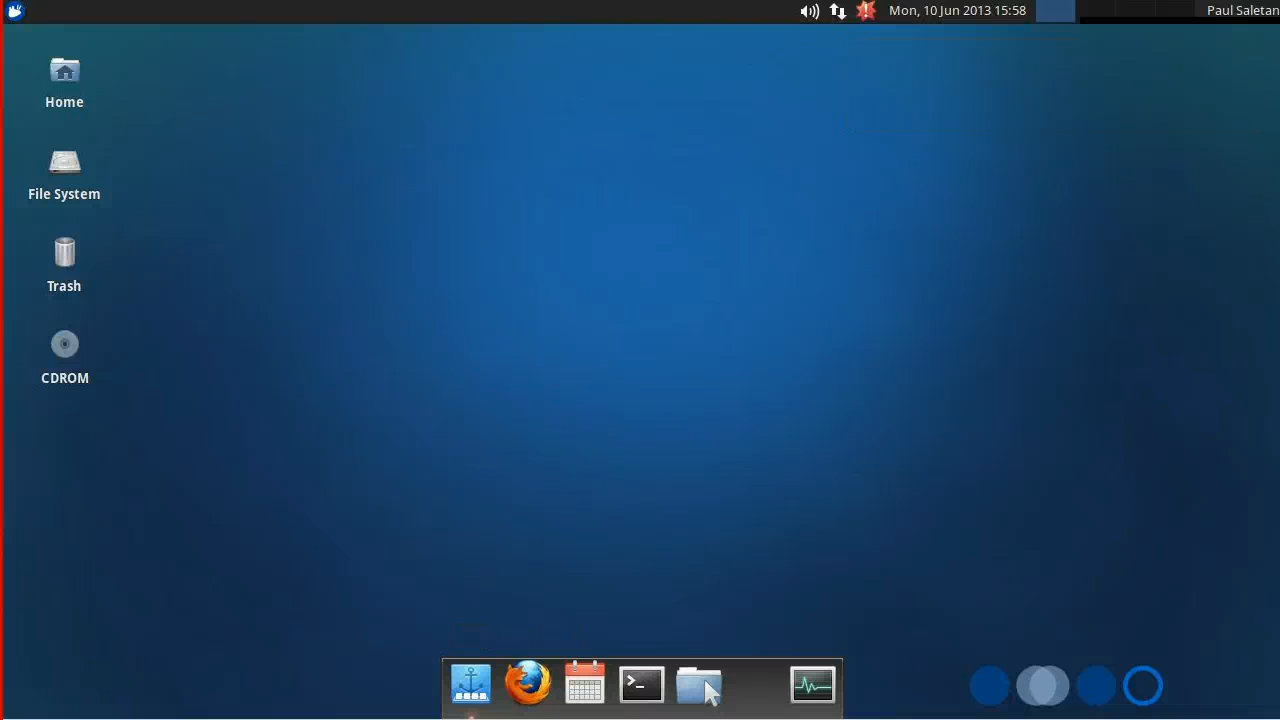 Mon, 10 Jun 2013 15:58
Paul Saletan
Home
File System
Trash
CDROM
>_